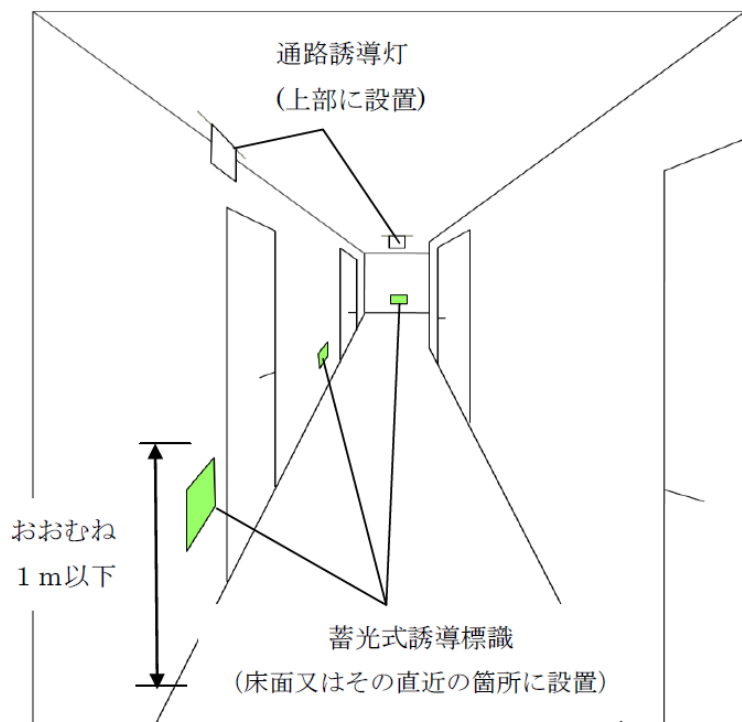 通路誘導灯
(上部に設置)
おおむね
１ｍ以下
蓄光式誘導標識
（床面又はその直近の箇所に設置）